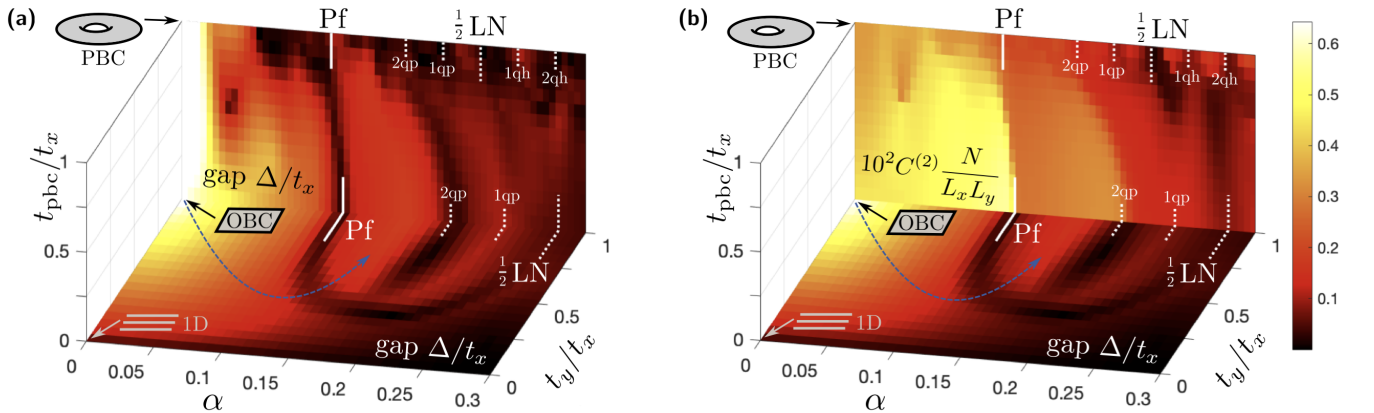 (a)
PBC
Pf
1/2 LN
2qp
1qp
1qh
2qh
t_pbc/t_x
1
0.5
0
gap Δ/t_x
OBC
Pf
2qp
1qp
1/2 LN
1D
gap Δ/t_x
0
0.05
0.1
0.15
0.2
0.25
0.3
α
0
0.5
1
t_y/t_x
(b)
PBC
Pf
1/2 LN
2qp
1qp
1qh
2qh
t_pbc/t_x
1
0.5
0
10^2 C^(2) N/(L_x L_y)
OBC
Pf
2qp
1qp
1/2 LN
1D
gap Δ/t_x
0
0.05
0.1
0.15
0.2
0.25
0.3
α
0
0.5
1
t_y/t_x
0.6
0.5
0.4
0.3
0.2
0.1